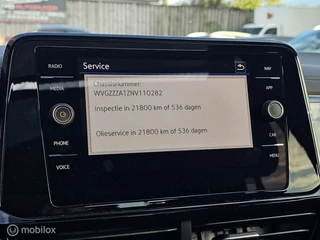 RADIO
Service
NAV
MEDIA
APP
Chassisnummer:
WVGZZZA1ZNV110282
Inspectie in 21800 km of 536 dagen
Olieservice in 21800 km of 536 dagen
PHONE
CAR
VOICE
MENU
mobilox